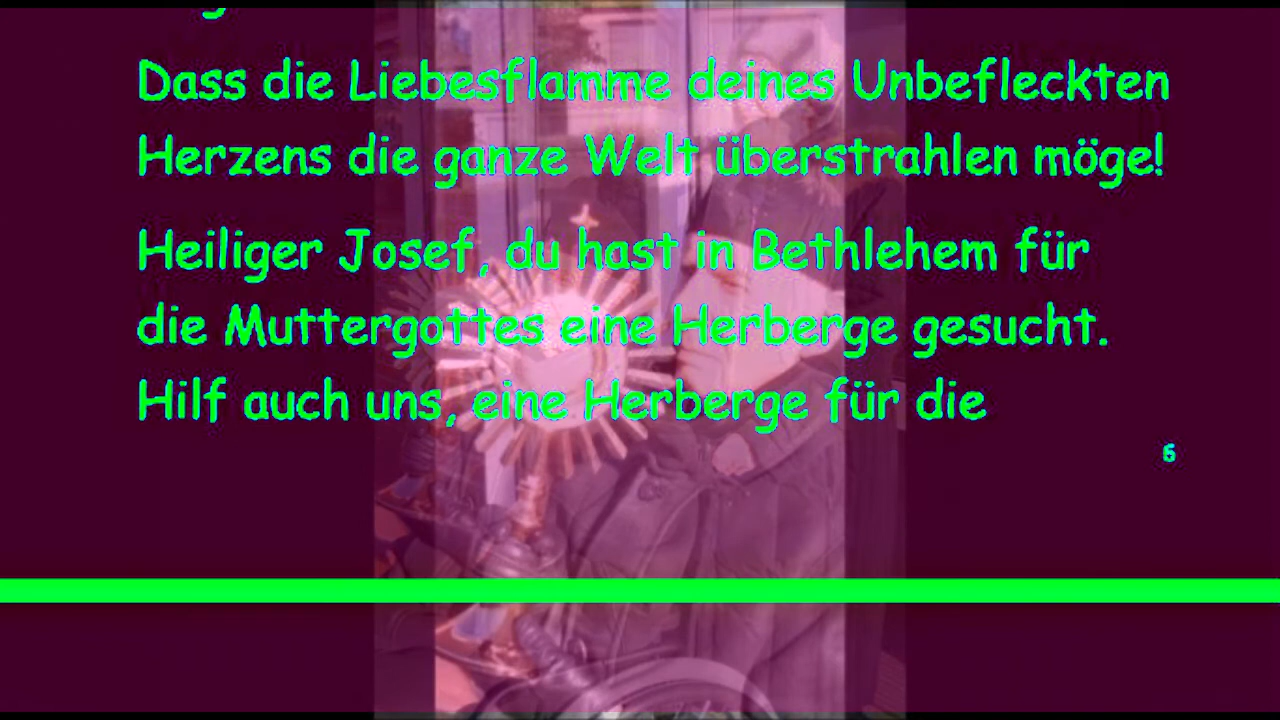 Dass die Liebesflamme deines Unbefleckten
Herzens die ganze Welt überstrahlen möge!
Heiliger Josef, du hast in Bethlehem für
die Muttergottes eine Herberge gesucht.
Hilf auch uns, eine Herberge für die
6